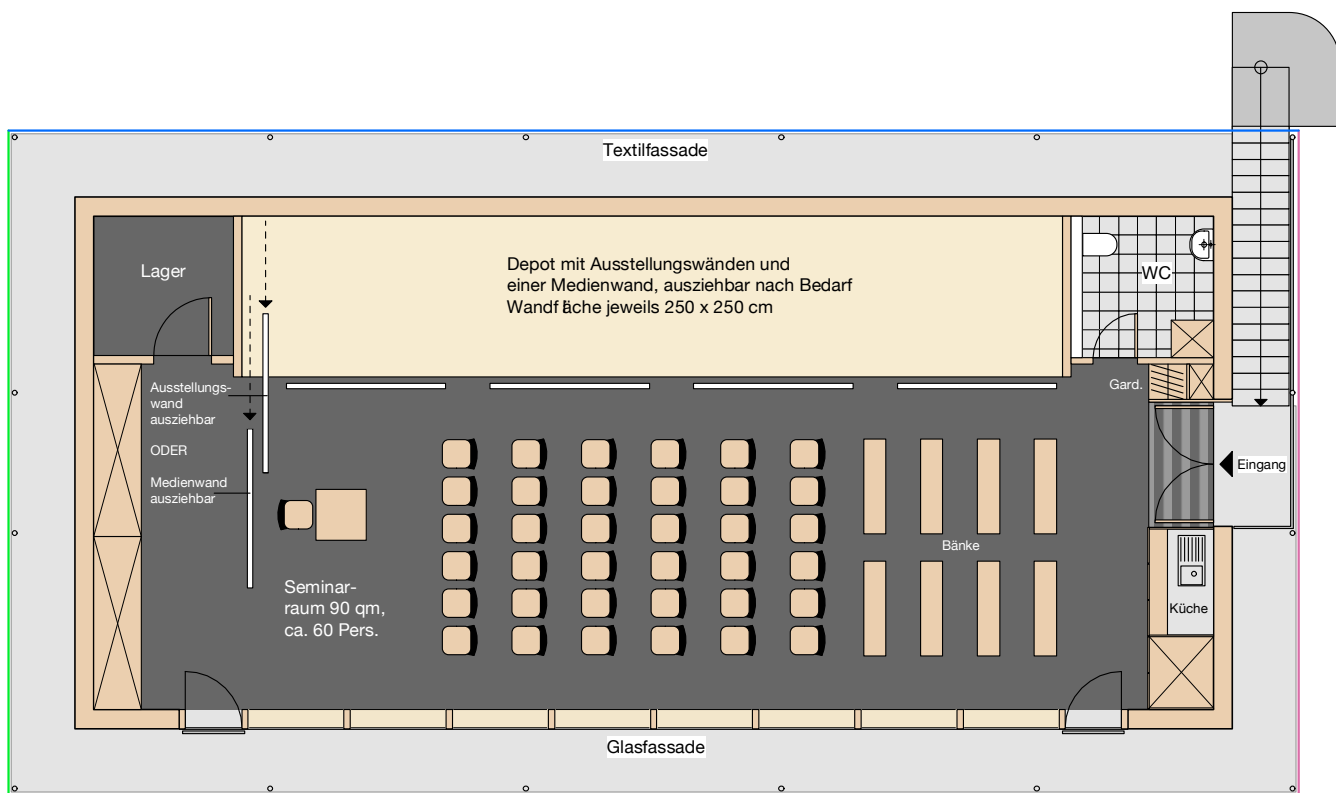 Textilfassade
Lager
Depot mit Ausstellungswänden und
einer Medienwand, ausziehbar nach Bedarf
Wandfläche jeweils 250 x 250 cm
WC
Ausstellungs-
wand
ausziehbar
ODER
Medienwand
ausziehbar
Gard.
Eingang
Bänke
Seminar-
raum 90 qm,
ca. 60 Pers.
Küche
Glasfassade